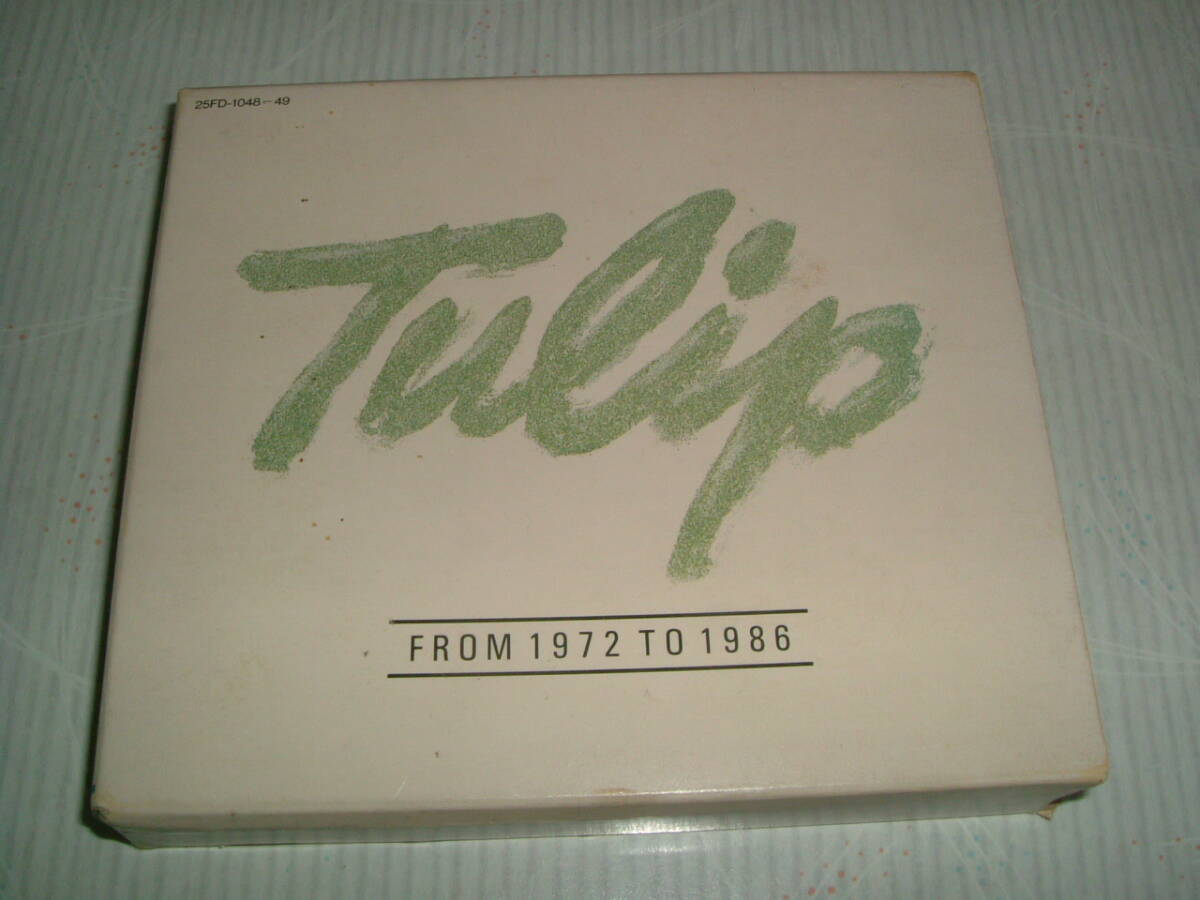 25FD-1048-49
Tulip
FROM 1972 TO 1986